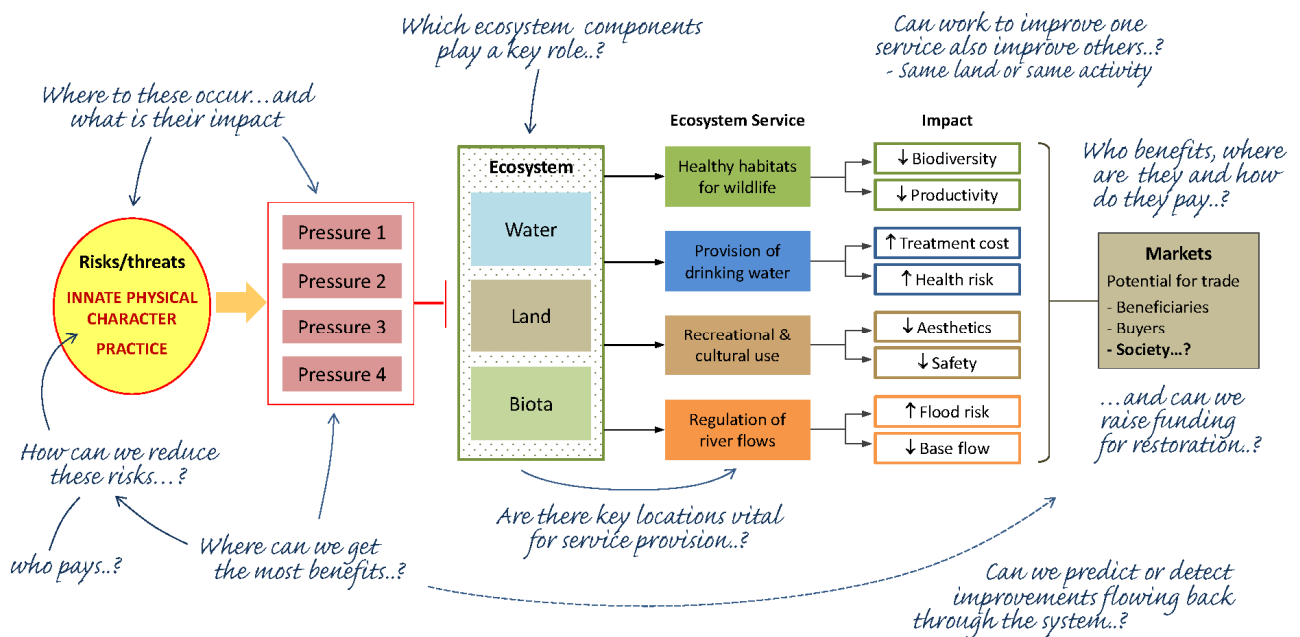 Which ecosystem components
play a key role..?
Can work to improve one
service also improve others..?
- Same land or same activity
Where to these occur...and
what is their impact
Ecosystem Service
Impact
Ecosystem
Water
Land
Biota
Healthy habitats
for wildlife
Provision of
drinking water
Recreational &
cultural use
Regulation of
river flows
↓ Biodiversity
↓ Productivity
↑ Treatment cost
↑ Health risk
↓ Aesthetics
↓ Safety
↑ Flood risk
↓ Base flow
Who benefits, where
are they and how
do they pay..?
Markets
Potential for trade
- Beneficiaries
- Buyers
- Society...?
...and can we
raise funding
for restoration..?
Risks/threats
INNATE PHYSICAL
CHARACTER
PRACTICE
Pressure 1
Pressure 2
Pressure 3
Pressure 4
How can we reduce
these risks...?
who pays..?
Where can we get
the most benefits..?
Are there key locations vital
for service provision..?
Can we predict or detect
improvements flowing back
through the system..?